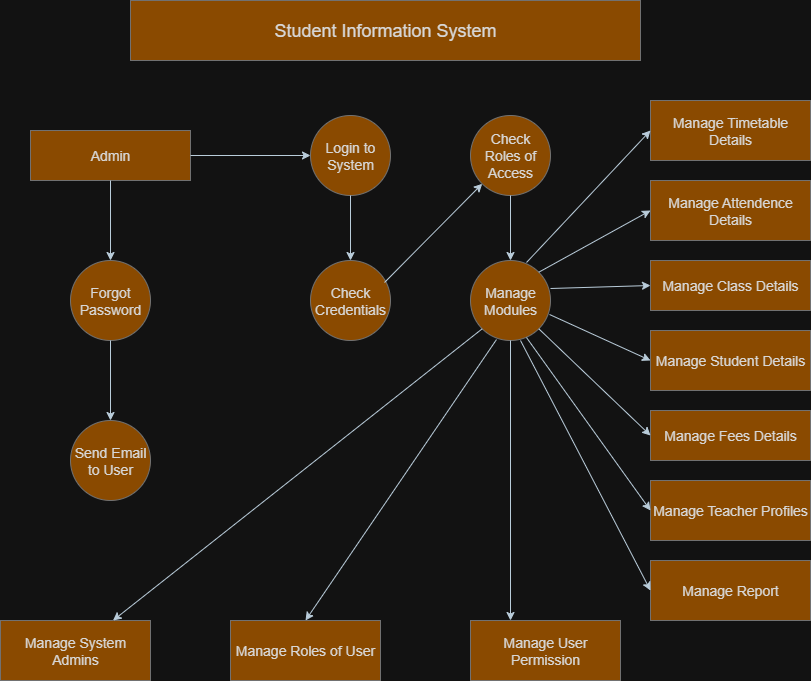 Student Information System
Admin
Login to
System
Check
Roles of
Access
Manage Timetable
Details
Manage Attendence
Details
Forgot
Password
Check
Credentials
Manage
Modules
Manage Class Details
Manage Student Details
Manage Fees Details
Send Email
to User
Manage Teacher Profiles
Manage Report
Manage System
Admins
Manage Roles of User
Manage User
Permission